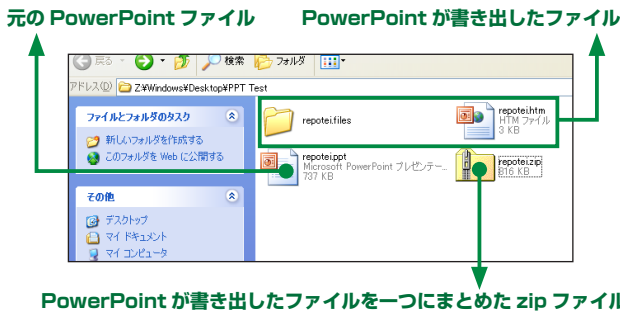 元の PowerPoint ファイル
PowerPoint が書き出したファイル
戻る
検索
フォルダ
アドレス(D)
Z¥Windows¥Desktop¥PPT Test
ファイルとフォルダのタスク
新しいフォルダを作成する
このフォルダを Web に公開する
その他
デスクトップ
マイ ドキュメント
マイ コンピュータ
repotei.files
repotei.htm
HTM ファイル
3 KB
repotei.ppt
Microsoft PowerPoint プレゼンテー...
737 KB
repotei.zip
816 KB
PowerPoint が書き出したファイルを一つにまとめた zip ファイル